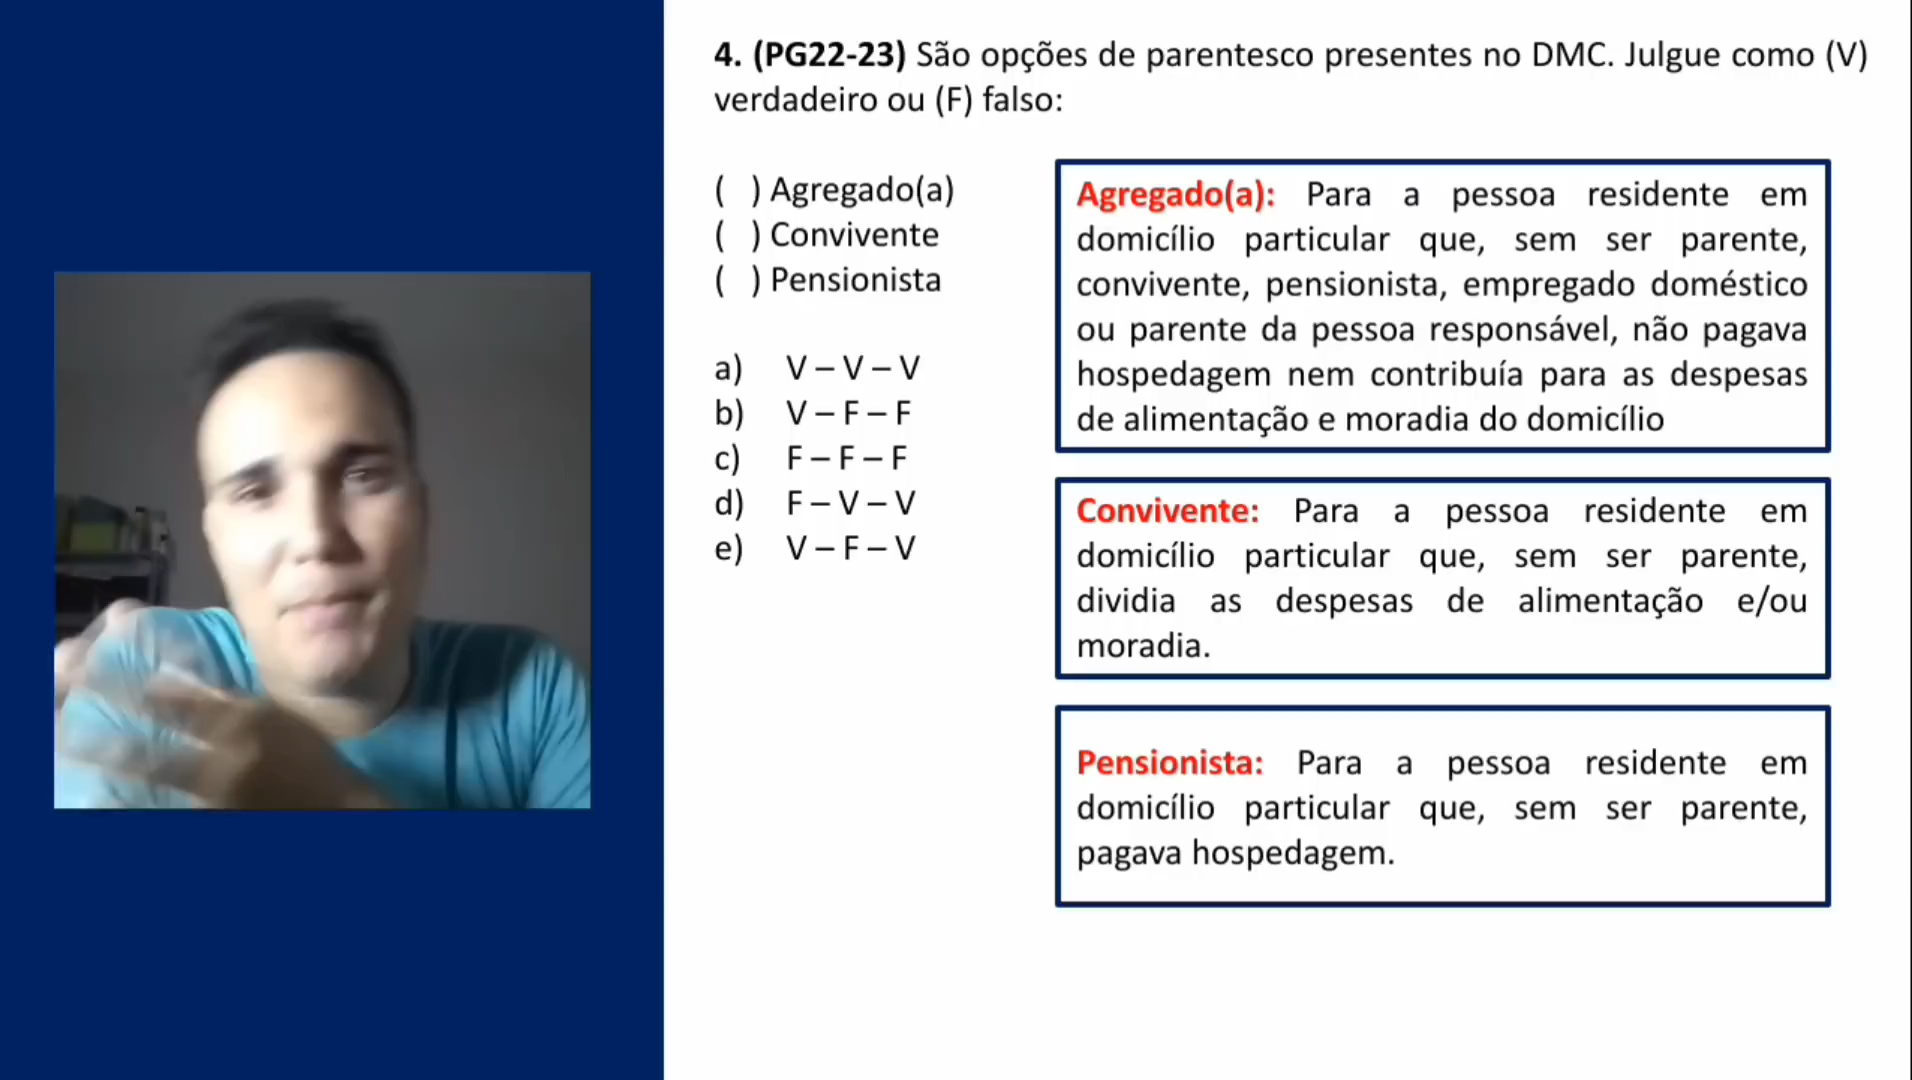 4. (PG22-23) São opções de parentesco presentes no DMC. Julgue como (V)
verdadeiro ou (F) falso:
( ) Agregado(a)
( ) Convivente
( ) Pensionista
a) V – V – V
b) V – F – F
c) F – F – F
d) F – V – V
e) V – F – V
Agregado(a): Para a pessoa residente em
domicílio particular que, sem ser parente,
convivente, pensionista, empregado doméstico
ou parente da pessoa responsável, não pagava
hospedagem nem contribuía para as despesas
de alimentação e moradia do domicílio
Convivente: Para a pessoa residente em
domicílio particular que, sem ser parente,
dividia as despesas de alimentação e/ou
moradia.
Pensionista: Para a pessoa residente em
domicílio particular que, sem ser parente,
pagava hospedagem.